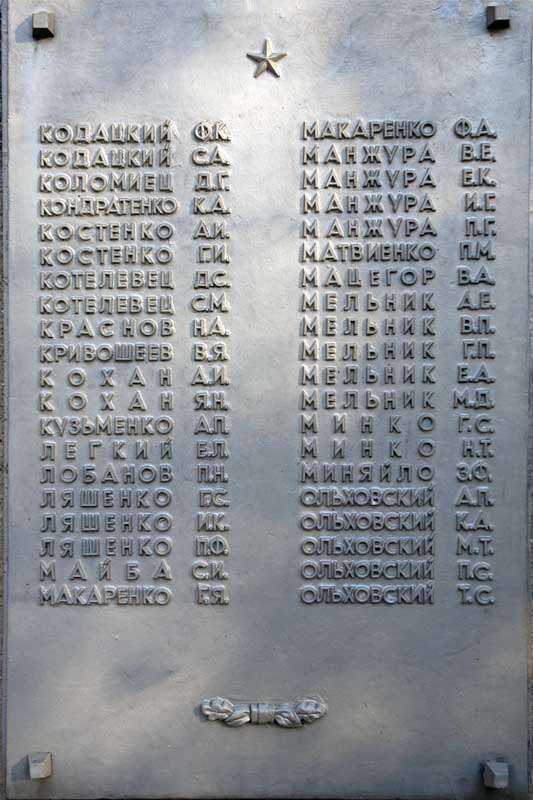 КОДАЦКИЙ Ф.К.
КОДАЦКИЙ С.А.
КОЛОМИЕЦ Д.Г.
КОНДРАТЕНКО К.А.
КОСТЕНКО А.И.
КОСТЕНКО Г.И.
КОТЕЛЕВЕЦ Д.С.
КОТЕЛЕВЕЦ С.М.
КРАСНОВ Н.А.
КРИВОШЕЕВ В.Я.
КОХАН А.И.
КОХАН Я.Н.
КУЗЬМЕНКО А.П.
ЛЕГКИЙ Е.Л.
ЛОБАНОВ П.Н.
ЛЯШЕНКО Г.С.
ЛЯШЕНКО И.К.
ЛЯШЕНКО П.Ф.
МАЙБА С.И.
МАКАРЕНКО Г.Я.
МАКАРЕНКО Ф.А.
МАНЖУРА В.Е.
МАНЖУРА Е.К.
МАНЖУРА И.Г.
МАНЖУРА П.Г.
МАТВИЕНКО П.М.
МАЦЕГОР В.А.
МЕЛЬНИК А.Е.
МЕЛЬНИК В.П.
МЕЛЬНИК Г.П.
МЕЛЬНИК Е.А.
МЕЛЬНИК М.Д.
МИНКО Г.С.
МИНКО Н.Т.
МИНЯЙЛО З.Ф.
ОЛЬХОВСКИЙ А.П.
ОЛЬХОВСКИЙ К.А.
ОЛЬХОВСКИЙ М.Т.
ОЛЬХОВСКИЙ П.С.
ОЛЬХОВСКИЙ Т.С.